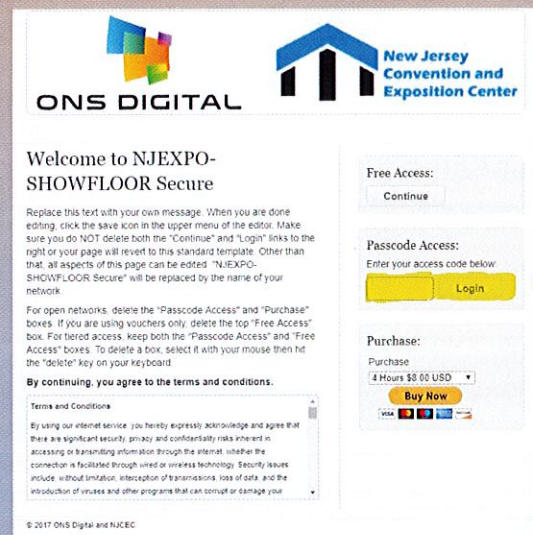 ONS DIGITAL
New Jersey
Convention and
Exposition Center
Welcome to NJEXPO-
SHOWFLOOR Secure
Replace this text with your own message. When you are done
editing, click the save icon in the upper menu of the editor. Make
sure you do NOT delete both the "Continue" and "Login" links to the
right or your page will revert to this standard template. Other than
that, all aspects of this page can be edited. "NJEXPO-
SHOWFLOOR Secure" will be replaced by the name of your
network.
For open networks, delete the "Passcode Access" and "Purchase"
boxes. If you are using vouchers only, delete the top "Free Access"
box. For tiered access, keep both the "Passcode Access" and "Free
Access" boxes. To delete a box, select it with your mouse then hit
the "delete" key on your keyboard.
By continuing, you agree to the terms and conditions.
Terms and Conditions
By using our internet service, you hereby expressly acknowledge and agree that
there are significant security, privacy and confidentiality risks inherent in
accessing or transmitting information through the internet, whether the
connection is facilitated through wired or wireless technology. Security issues
include, without limitation, interception of transmissions, loss of data, and the
introduction of viruses and other programs that can corrupt or damage your
Free Access:
Continue
Passcode Access:
Enter your access code below:
Login
Purchase:
Purchase
4 Hours $8.00 USD
Buy Now
VISA
© 2017 ONS Digital and NJCEC